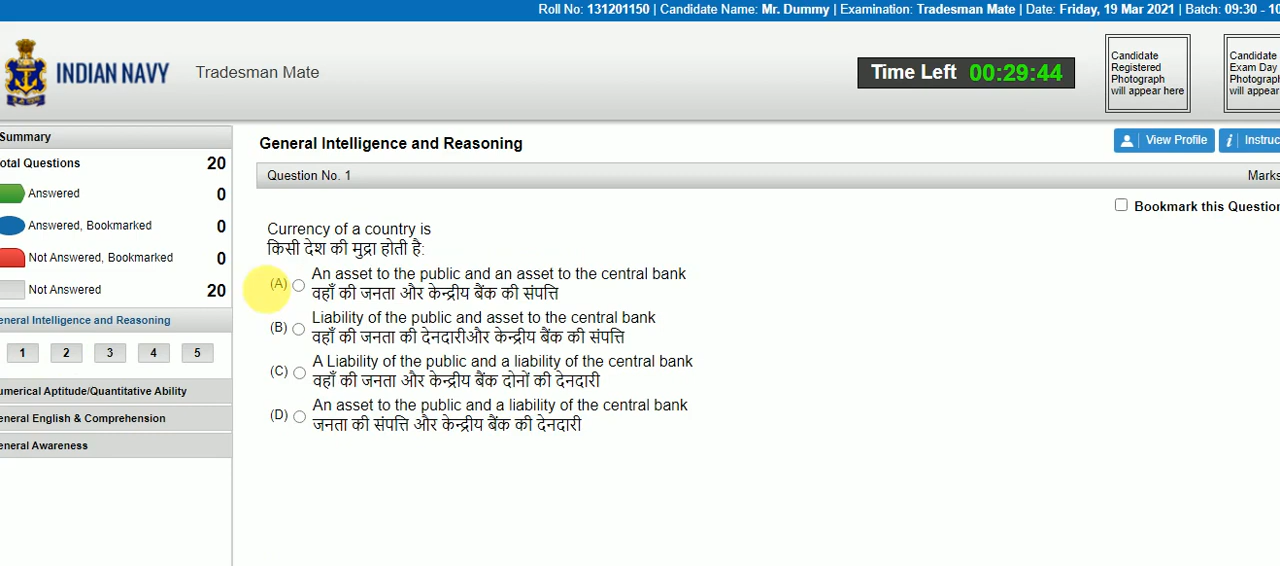 Roll No: 131201150 | Candidate Name: Mr. Dummy | Examination: Tradesman Mate | Date: Friday, 19 Mar 2021 | Batch: 09:30 - 10
INDIAN NAVY
Tradesman Mate
Time Left 00:29:44
Candidate
Registered
Photograph
will appear here
Candidate
Exam Day
Photograph
will appear
Summary
Total Questions 20
Answered 0
Answered, Bookmarked 0
Not Answered, Bookmarked 0
Not Answered 20
eneral Intelligence and Reasoning
1 2 3 4 5
umerical Aptitude/Quantitative Ability
eneral English & Comprehension
eneral Awareness
General Intelligence and Reasoning
View Profile
i Instruc
Question No. 1
Marks
Bookmark this Question
Currency of a country is
किसी देश की मुद्रा होती है:
(A) An asset to the public and an asset to the central bank
वहाँ की जनता और केन्द्रीय बैंक की संपत्ति
(B) Liability of the public and asset to the central bank
वहाँ की जनता की देनदारीऔर केन्द्रीय बैंक की संपत्ति
(C) A Liability of the public and a liability of the central bank
वहाँ की जनता और केन्द्रीय बैंक दोनों की देनदारी
(D) An asset to the public and a liability of the central bank
जनता की संपत्ति और केन्द्रीय बैंक की देनदारी